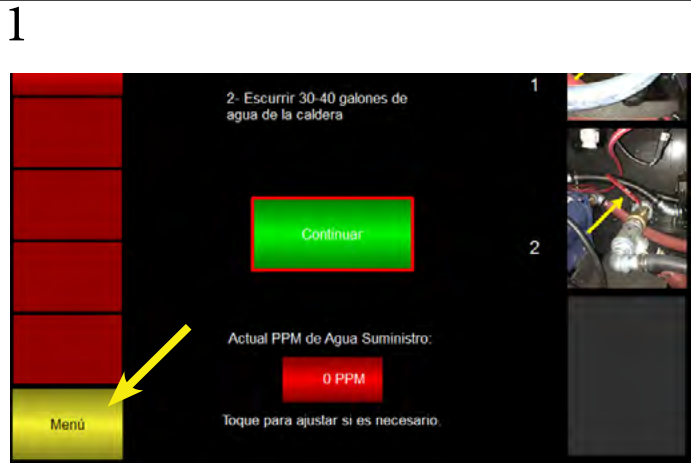 1
2- Escurrir 30-40 galones de
agua de la caldera
1
Continuar
2
Actual PPM de Agua Suministro:
0 PPM
Toque para ajustar si es necesario.
Menú